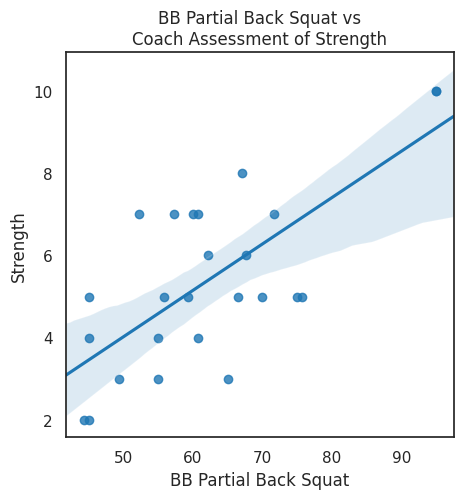 BB Partial Back Squat vs
Coach Assessment of Strength
10
8
6
4
2
Strength
50 60 70 80 90
BB Partial Back Squat